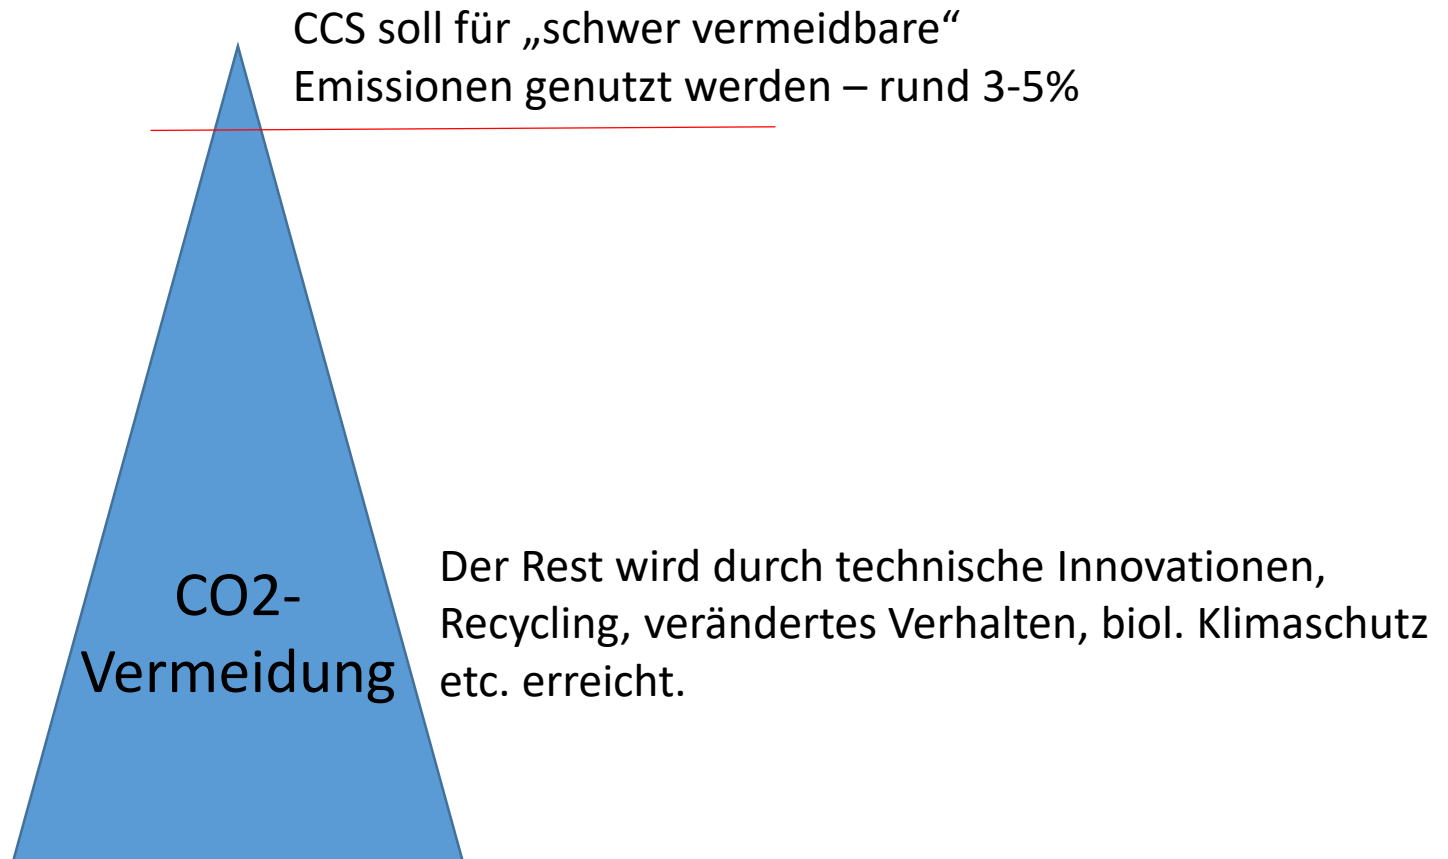 CCS soll für „schwer vermeidbare“
Emissionen genutzt werden – rund 3-5%
CO2-
Vermeidung
Der Rest wird durch technische Innovationen,
Recycling, verändertes Verhalten, biol. Klimaschutz
etc. erreicht.